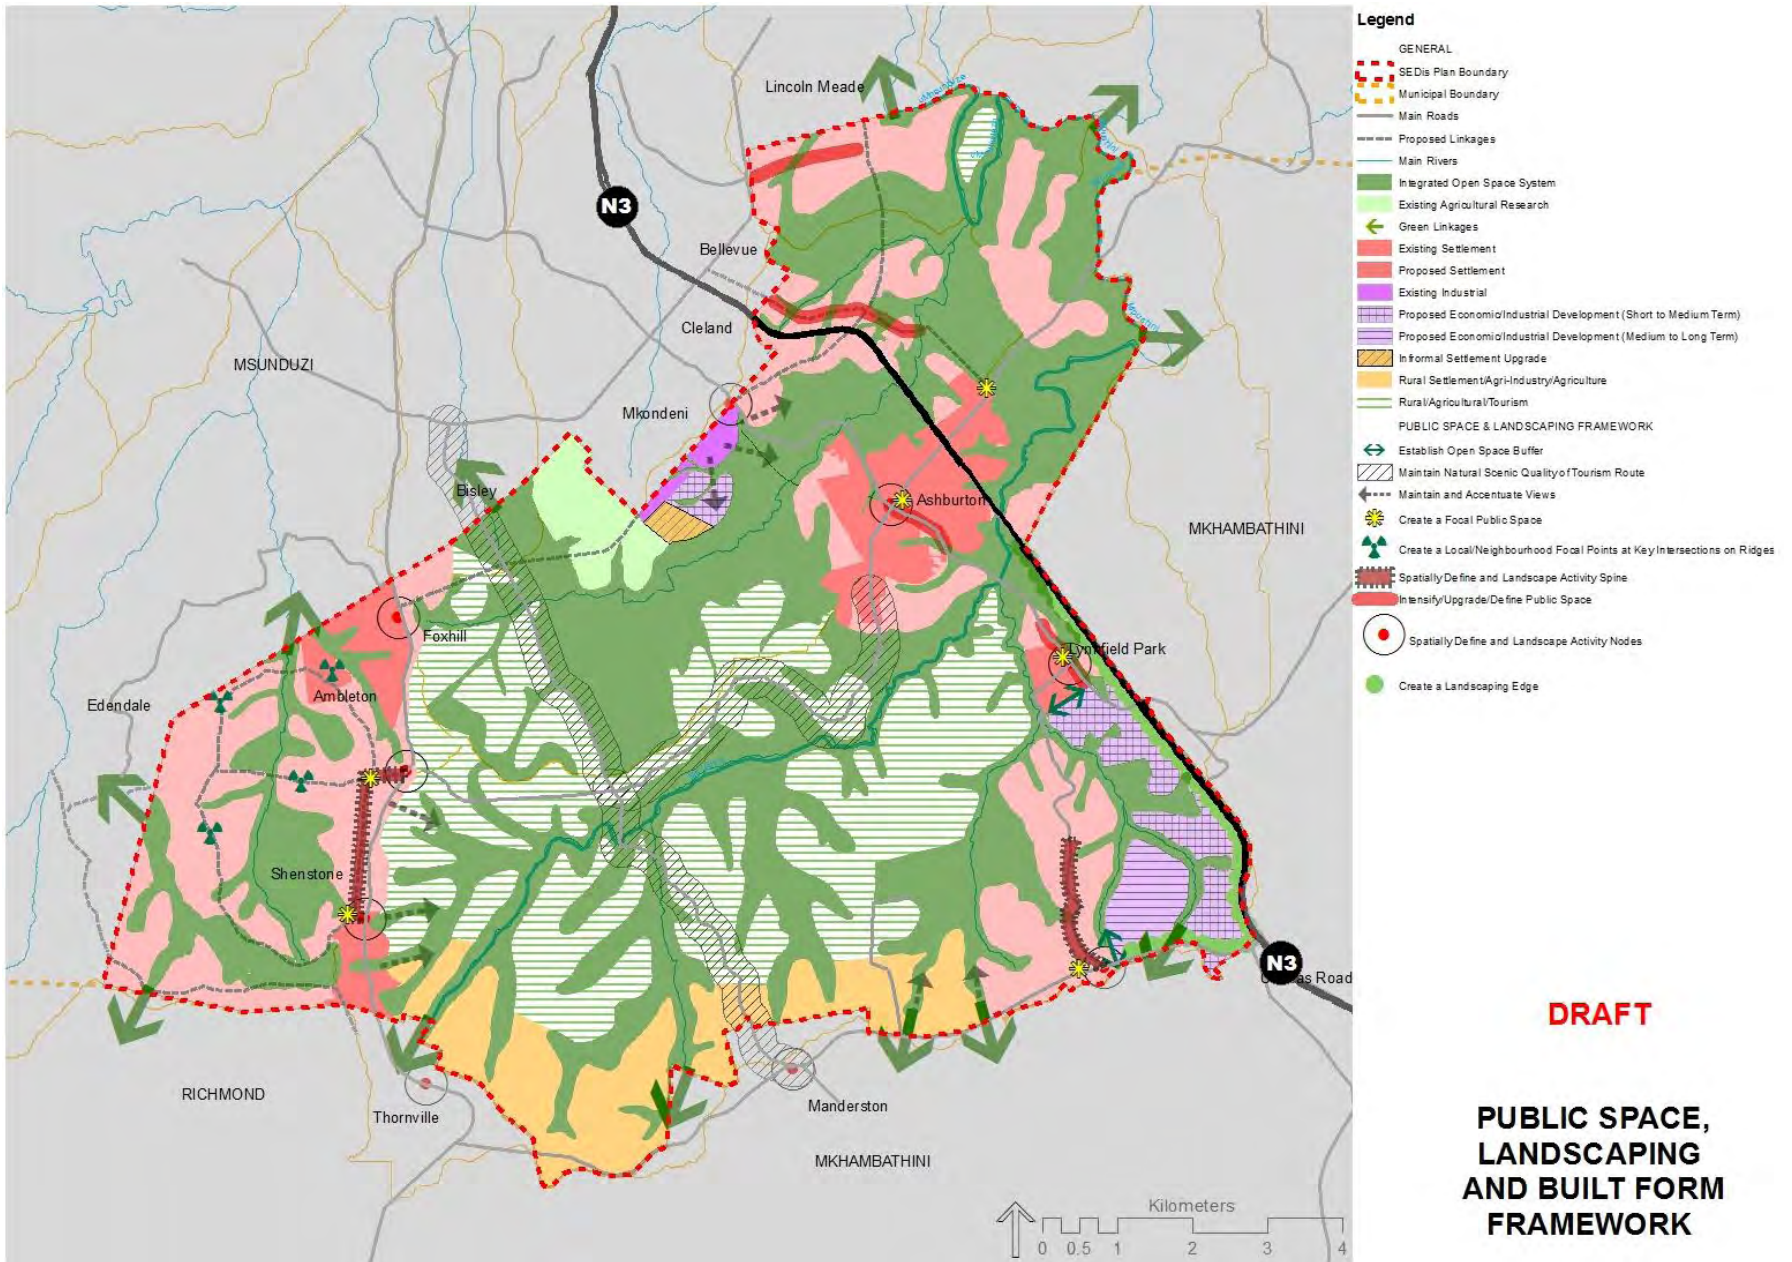 Lincoln Meade
uMsunduze
N3
Bellevue
Cleland
MSUNDUZI
Mkondeni
Bisley
Ashburton
MKHAMBATHINI
Foxhill
Lynnfield Park
Ambleton
Edendale
Shenstone
N3
RICHMOND
Thornville
Manderston
MKHAMBATHINI
Kilometers
0 0.5 1 2 3 4
Legend
GENERAL
SEDis Plan Boundary
Municipal Boundary
Main Roads
Proposed Linkages
Main Rivers
Integrated Open Space System
Existing Agricultural Research
Green Linkages
Existing Settlement
Proposed Settlement
Existing Industrial
Proposed Economic/Industrial Development (Short to Medium Term)
Proposed Economic/Industrial Development (Medium to Long Term)
Informal Settlement Upgrade
Rural Settlement/Agri-Industry/Agriculture
Rural/Agricultural/Tourism
PUBLIC SPACE & LANDSCAPING FRAMEWORK
Establish Open Space Buffer
Maintain Natural Scenic Quality of Tourism Route
Maintain and Accentuate Views
Create a Focal Public Space
Create a Local/Neighbourhood Focal Points at Key Intersections on Ridges
Spatially Define and Landscape Activity Spine
Intensify/Upgrade/Define Public Space
Spatially Define and Landscape Activity Nodes
Create a Landscaping Edge
DRAFT
PUBLIC SPACE,
LANDSCAPING
AND BUILT FORM
FRAMEWORK